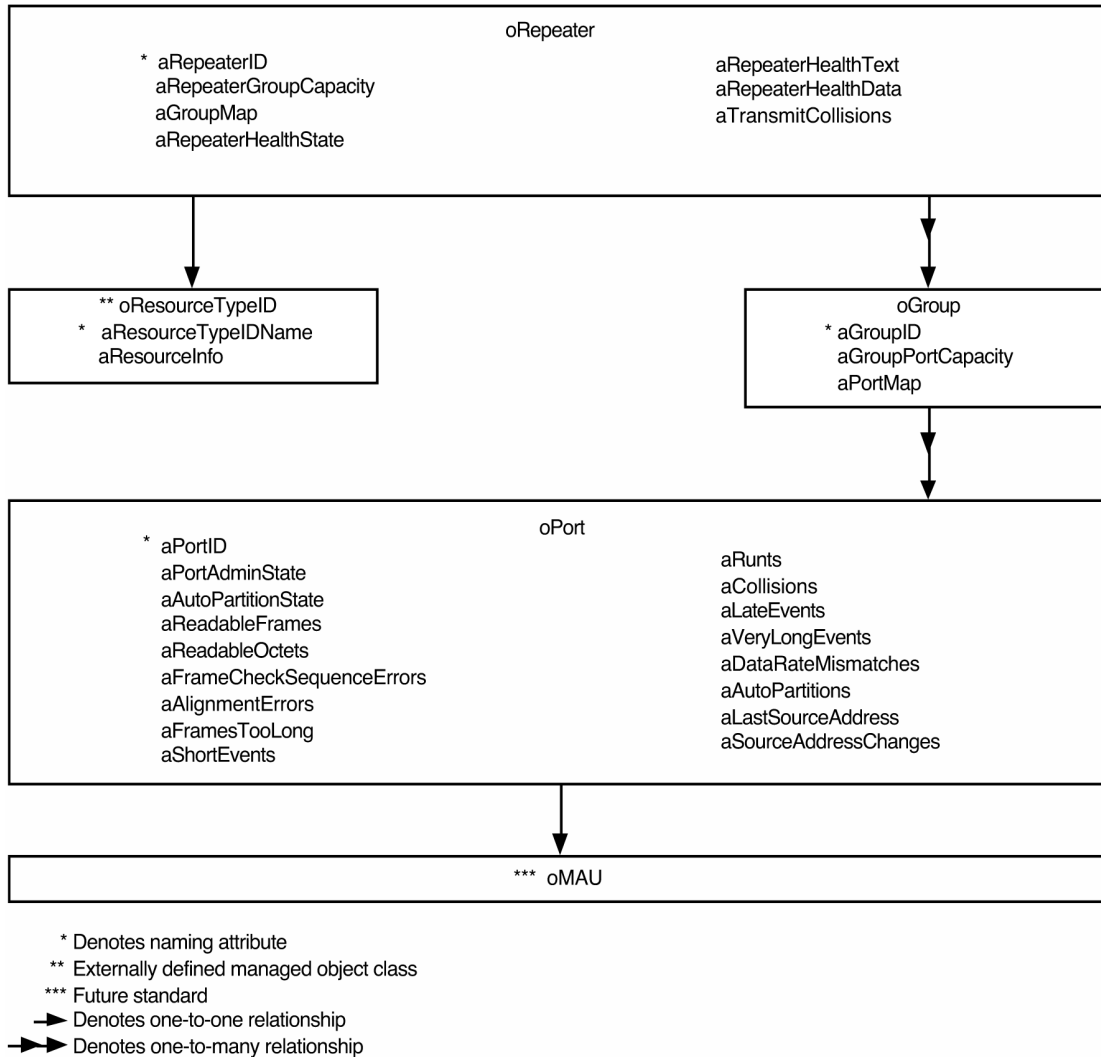 oRepeater
* aRepeaterID
aRepeaterGroupCapacity
aGroupMap
aRepeaterHealthState
aRepeaterHealthText
aRepeaterHealthData
aTransmitCollisions
** oResourceTypeID
* aResourceTypeIDName
aResourceInfo
oGroup
* aGroupID
aGroupPortCapacity
aPortMap
oPort
* aPortID
aPortAdminState
aAutoPartitionState
aReadableFrames
aReadableOctets
aFrameCheckSequenceErrors
aAlignmentErrors
aFramesTooLong
aShortEvents
aRunts
aCollisions
aLateEvents
aVeryLongEvents
aDataRateMismatches
aAutoPartitions
aLastSourceAddress
aSourceAddressChanges
*** oMAU
* Denotes naming attribute
** Externally defined managed object class
*** Future standard
Denotes one-to-one relationship
Denotes one-to-many relationship